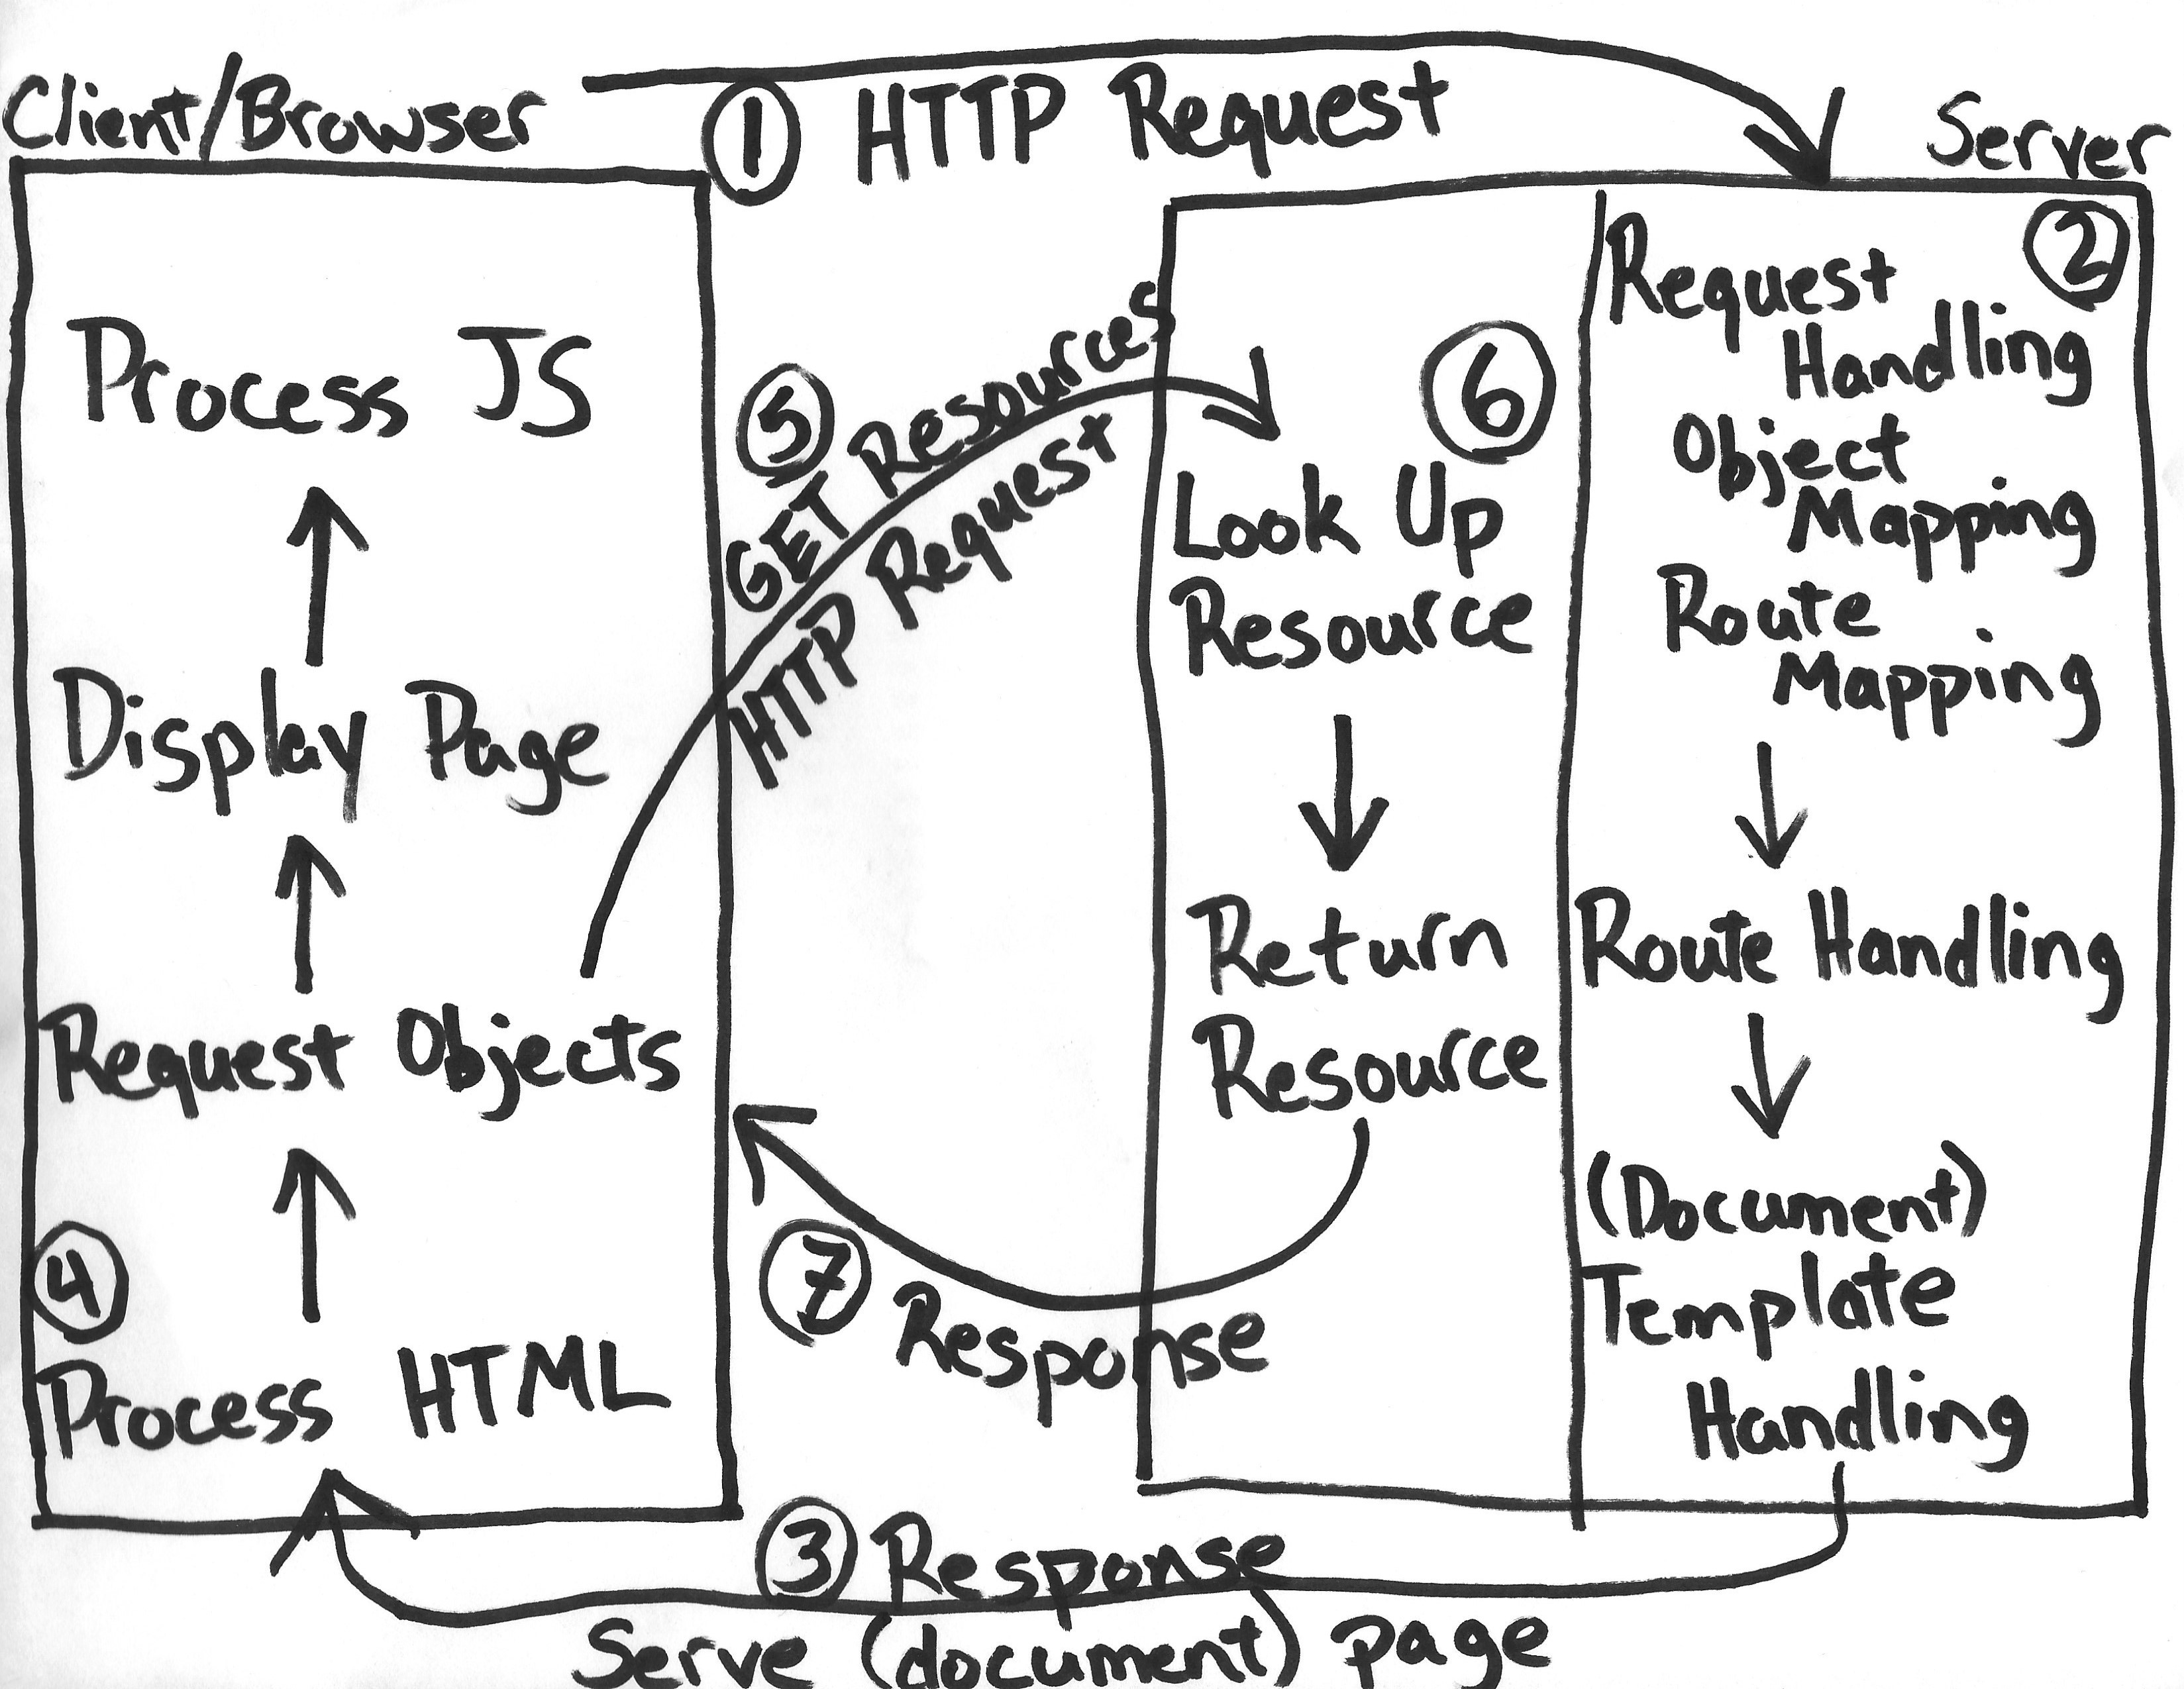 Client/Browser
① HTTP Request
Server
Process JS
Display Page
Request Objects
④
Process HTML
⑤
GET Resources
HTTP Request
⑥
Look Up
Resource
Return
Resource
⑦ Response
②
Request
Handling
Object
Mapping
Route
Mapping
Route Handling
(Document)
Template
Handling
③ Response
Serve (document) page